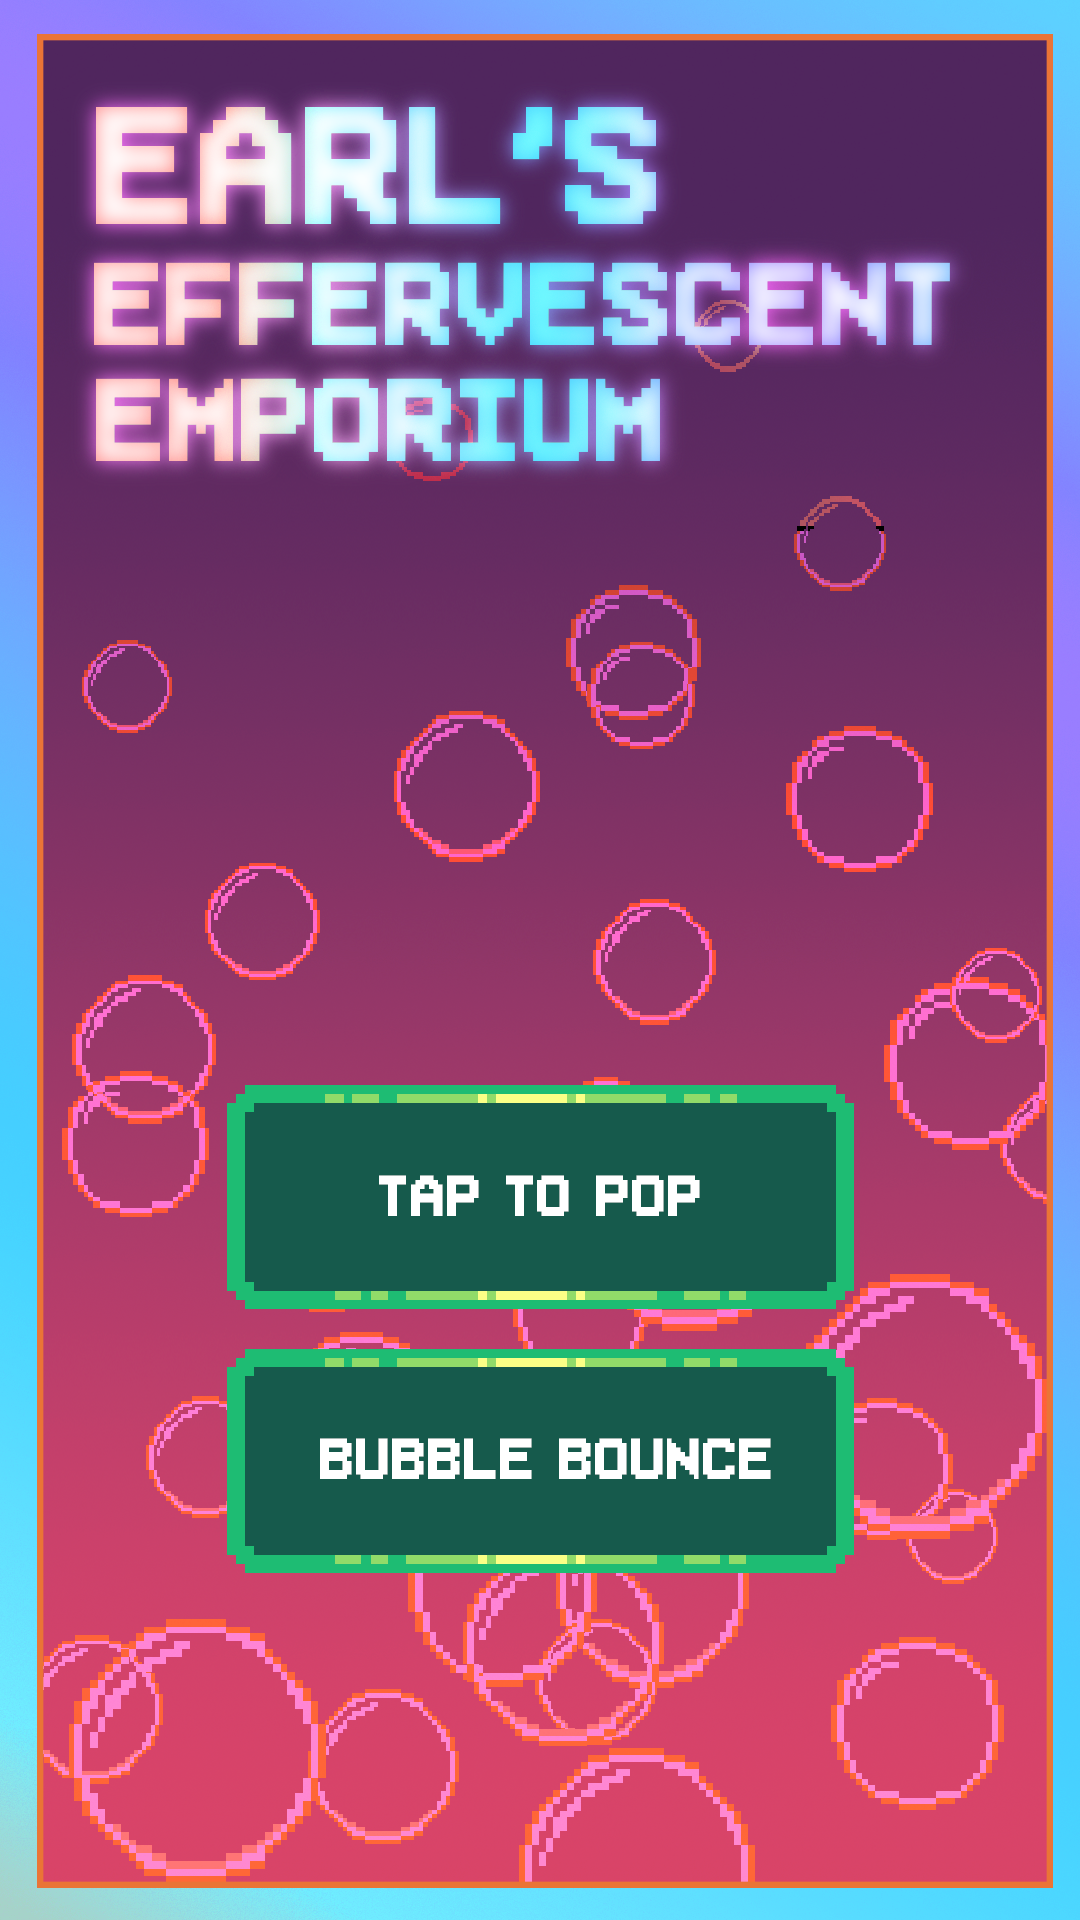 EARL'S
EFFERVESCENT
EMPORIUM
TAP TO POP
BUBBLE BOUNCE